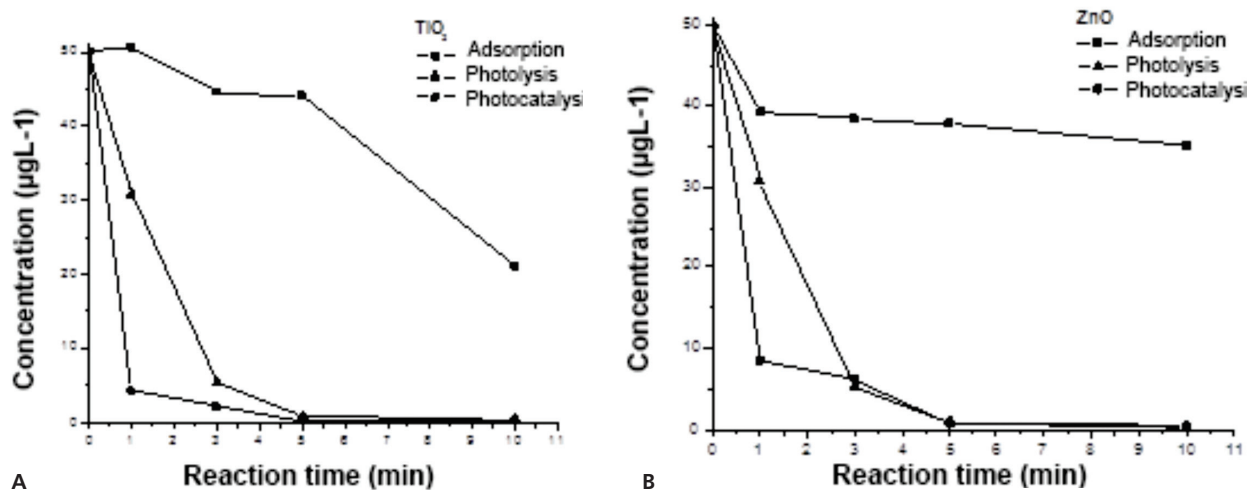 TiO2
Adsorption
Photolysis
Photocatalysi
Concentration (µgL-1)
50
40
30
20
10
0
0 1 2 3 4 5 6 7 8 9 10 11
Reaction time (min)
A
ZnO
Adsorption
Photolysis
Photocatalysi
Concentration (µgL-1)
50
40
30
20
10
0
0 1 2 3 4 5 6 7 8 9 10 11
Reaction time (min)
B